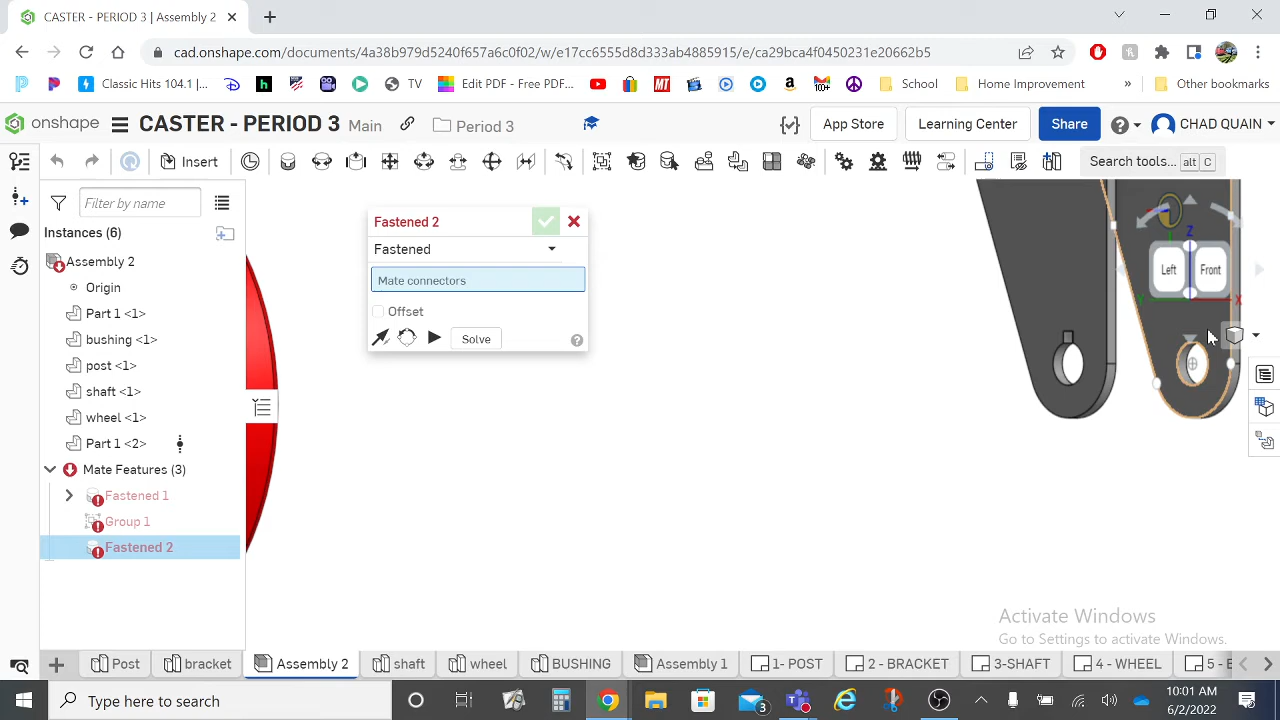 CASTER - PERIOD 3 | Assembly 2
cad.onshape.com/documents/4a38b979d5240f657a6c0f02/w/e17cc6555d8d333ab4885915/e/ca29bca4f0450231e20662b5
Classic Hits 104.1 |...
h
TV
Edit PDF - Free PDF...
MT
100+
School
Home Improvement
»
Other bookmarks
onshape
CASTER - PERIOD 3
Main
Period 3
App Store
Learning Center
Share
CHAD QUAIN
Insert
Search tools...
alt
C
Filter by name
Instances (6)
Assembly 2
Origin
Part 1 <1>
bushing <1>
post <1>
shaft <1>
wheel <1>
Part 1 <2>
Mate Features (3)
Fastened 1
Group 1
Fastened 2
Fastened 2
Fastened
Mate connectors
Offset
Solve
Z
Left
Front
Y
X
Activate Windows
Go to Settings to activate Windows.
Post
bracket
Assembly 2
shaft
wheel
BUSHING
Assembly 1
1- POST
2 - BRACKET
3-SHAFT
4 - WHEEL
Type here to search
3
10:01 AM
6/2/2022